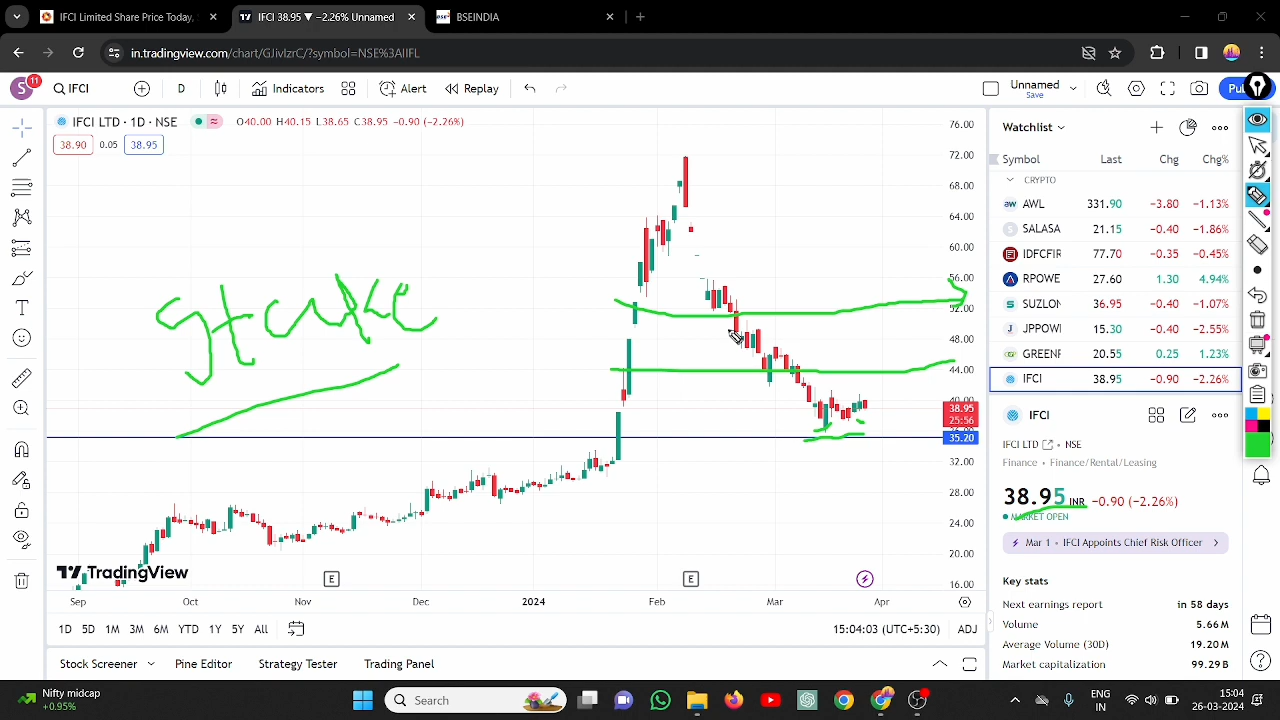 IFCI Limited Share Price Today, S
IFCI 38.95 ▼ −2.26% Unnamed
BSEINDIA
in.tradingview.com/chart/GJivIzrC/?symbol=NSE%3AIIFL
S 11 IFCI D Indicators Alert Replay Unnamed Save Pu
IFCI LTD · 1D · NSE O40.00 H40.15 L38.65 C38.95 −0.90 (−2.26%)
38.90 0.05 38.95
76.00
72.00
68.00
64.00
60.00
56.00
52.00
48.00
44.00
40.00
38.95
25:56
35.20
32.00
28.00
24.00
20.00
16.00
TradingView
E E
Sep Oct Nov Dec 2024 Feb Mar Apr
1D 5D 1M 3M 6M YTD 1Y 5Y All 15:04:03 (UTC+5:30) ADJ
Stock Screener Pine Editor Strategy Tester Trading Panel
Watchlist
Symbol Last Chg Chg%
CRYPTO
AWL 331.90 −3.80 −1.13%
SALASA 21.15 −0.40 −1.86%
IDFCFIR 77.70 −0.35 −0.45%
RPOWE 27.60 1.30 4.94%
SUZLON 36.95 −0.40 −1.07%
JPPOWI 15.30 −0.40 −2.55%
GREENP 20.55 0.25 1.23%
IFCI 38.95 −0.90 −2.26%
IFCI
IFCI LTD · NSE
Finance · Finance/Rental/Leasing
38.95 INR −0.90 (−2.26%)
MARKET OPEN
Mar 1 · IFCI Appoints Chief Risk Officer
Key stats
Next earnings report in 58 days
Volume 5.66M
Average Volume (30D) 19.20M
Market capitalization 99.29B
Nifty midcap
+0.95%
Search
ENG
IN
15:04
26-03-2024